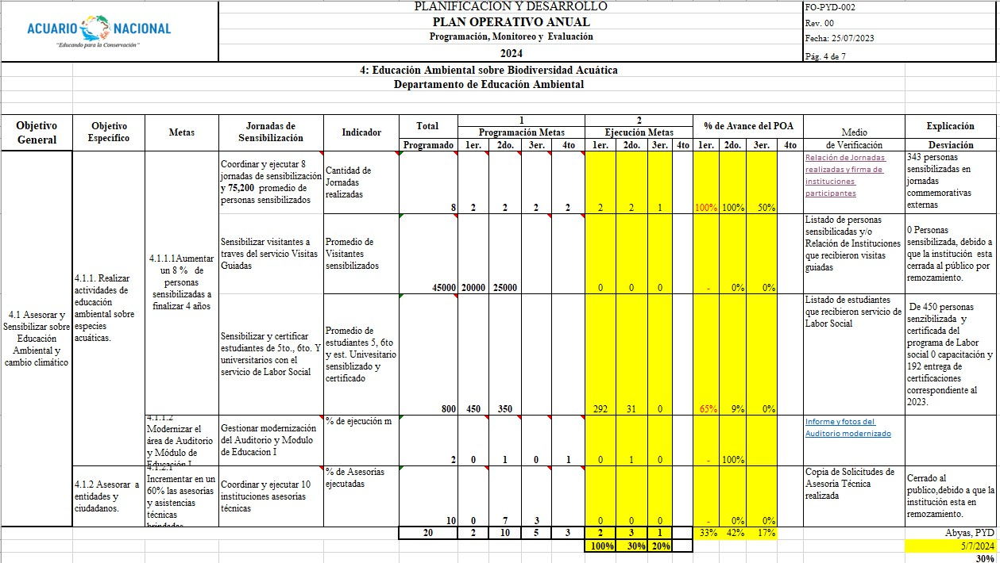 PLANIFICACIÓN Y DESARROLLO
PLAN OPERATIVO ANUAL
Programación, Monitoreo y Evaluación
2024
ACUARIO NACIONAL
"Educando para la Conservación"
FO-PYD-002
Rev. 00
Fecha: 25/07/2023
Pág. 4 de 7
4: Educación Ambiental sobre Biodiversidad Acuática
Departamento de Educación Ambiental
Objetivo
General
Objetivo
Específico
Metas
Jornadas de
Sensibilización
Indicador
Total
Programado
1
Programación Metas
1er. 2do. 3er. 4to
2
Ejecución Metas
1er. 2do. 3er. 4to
% de Avance del POA
1er. 2do. 3er. 4to
Medio
de Verificación
Explicación
Desviación
4.1 Asesorar y
Sensibilizar sobre
Educación
Ambiental y
cambio climático
4.1.1. Realizar
actividades de
educación
ambiental sobre
especies
acuáticas.
4.1.1.1Aumentar
un 8 % de
personas
sensibilizadas a
finalizar 4 años
Coordinar y ejecutar 8
jornadas de sensibilización
y 75,200 promedio de
personas sensibilizados
Cantidad de
Jornadas
realizadas
8 2 2 2 2 2 2 1 100% 100% 50%
Relación de Jornadas
realizadas y firma de
instituciones
participantes
343 personas
sensibilizadas en
jornadas
commemorativas
externas
Sensibilizar visitantes a
traves del servicio Visitas
Guiadas
Promedio de
Visitantes
sensibilizados
45000 20000 25000 0 0 0 - 0% 0%
Listado de personas
sensibilicadas y/o
Relación de Instituciones
que recibieron visitas
guiadas
0 Personas
sensibilizada, debido a
que la institución esta
cerrada al público por
remozamiento.
Sensibilizar y certificar
estudiantes de 5to., 6to. Y
universitarios con el
servicio de Labor Social
Promedio de
estudiantes 5, 6to
y est. Univesitario
sensiblizado y
certificado
800 450 350 292 31 0 65% 9% 0%
Listado de estudiantes
que recibieron servicio de
Labor Social
De 450 personas
senzibilizada y
certificada del
programa de Labor
social 0 capacitación y
192 entrega de
certificaciones
correspondiente al
2023.
4.1.1.2
Modernizar el
área de Auditorio
y Módulo de
Educación I
Gestionar modernización
del Auditorio y Modulo
de Educacion I
% de ejecución m
2 0 1 0 1 0 1 0 - 100%
Informe y fotos del
Auditorio modernizado
4.1.2 Asesorar a
entidades y
ciudadanos.
4.1.2.1
Incrementar en un
60% las asesorías
y asistencias
técnicas
brindadas
Coordinar y ejecutar 10
instituciones asesorías
técnicas
% de Asesorías
ejecutadas
10 0 7 3 0 0 0 - 0% 0%
Copia de Solicitudes de
Asesoría Técnica
realizada
Cerrado al
publico,debido a que la
institución esta en
remozamiento.
20 2 10 5 3 2 3 1 33% 42% 17%
Abyas, PYD
100% 30% 20%
5/7/2024
30%